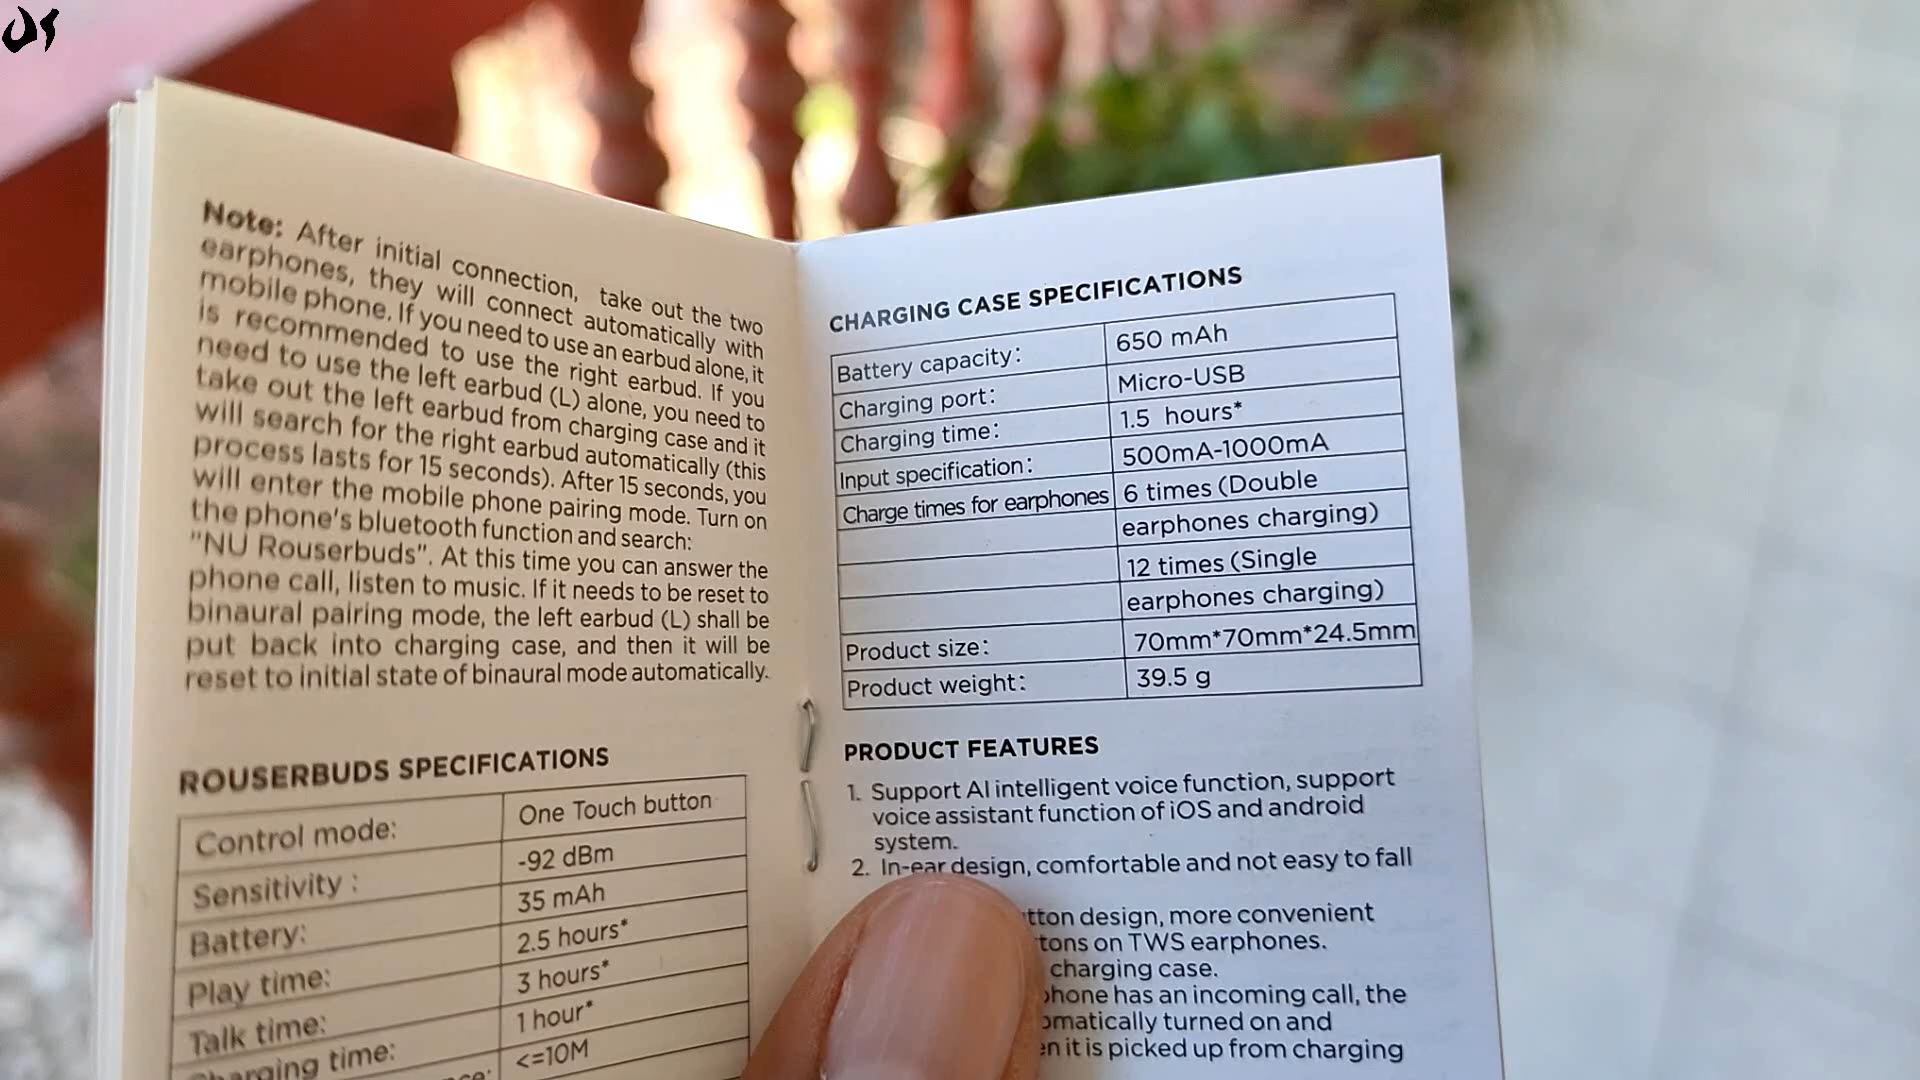 Note: After initial connection, take out the two
earphones, they will connect automatically with
mobile phone. If you need to use an earbud alone, it
is recommended to use the right earbud. If you
need to use the left earbud (L) alone, you need to
take out the left earbud from charging case and it
will search for the right earbud automatically (this
process lasts for 15 seconds). After 15 seconds, you
will enter the mobile phone pairing mode. Turn on
the phone's bluetooth function and search:
"NU Rouserbuds". At this time you can answer the
phone call, listen to music. If it needs to be reset to
binaural pairing mode, the left earbud (L) shall be
put back into charging case, and then it will be
reset to initial state of binaural mode automatically.
ROUSERBUDS SPECIFICATIONS
Control mode: One Touch button
Sensitivity : -92 dBm
Battery: 35 mAh
Play time: 2.5 hours*
Talk time: 3 hours*
Charging time: 1 hour*
<=10M
CHARGING CASE SPECIFICATIONS
Battery capacity: 650 mAh
Charging port: Micro-USB
Charging time: 1.5 hours*
Input specification: 500mA-1000mA
Charge times for earphones 6 times (Double
earphones charging)
12 times (Single
earphones charging)
Product size: 70mm*70mm*24.5mm
Product weight: 39.5 g
PRODUCT FEATURES
1. Support AI intelligent voice function, support
voice assistant function of iOS and android
system.
2. In-ear design, comfortable and not easy to fall
design, more convenient
on TWS earphones.
charging case.
has an incoming call, the
turned on and
it is picked up from charging